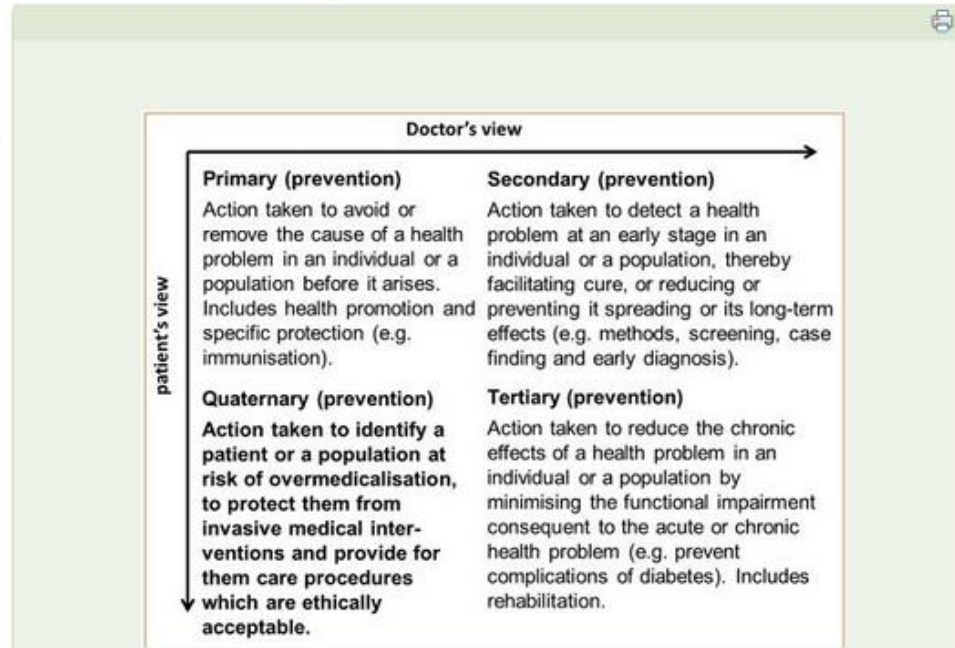 Doctor's view
patient's view
Primary (prevention)
Action taken to avoid or
remove the cause of a health
problem in an individual or a
population before it arises.
Includes health promotion and
specific protection (e.g.
immunisation).
Secondary (prevention)
Action taken to detect a health
problem at an early stage in an
individual or a population, thereby
facilitating cure, or reducing or
preventing it spreading or its long-term
effects (e.g. methods, screening, case
finding and early diagnosis).
Quaternary (prevention)
Action taken to identify a
patient or a population at
risk of overmedicalisation,
to protect them from
invasive medical inter-
ventions and provide for
them care procedures
which are ethically
acceptable.
Tertiary (prevention)
Action taken to reduce the chronic
effects of a health problem in an
individual or a population by
minimising the functional impairment
consequent to the acute or chronic
health problem (e.g. prevent
complications of diabetes). Includes
rehabilitation.